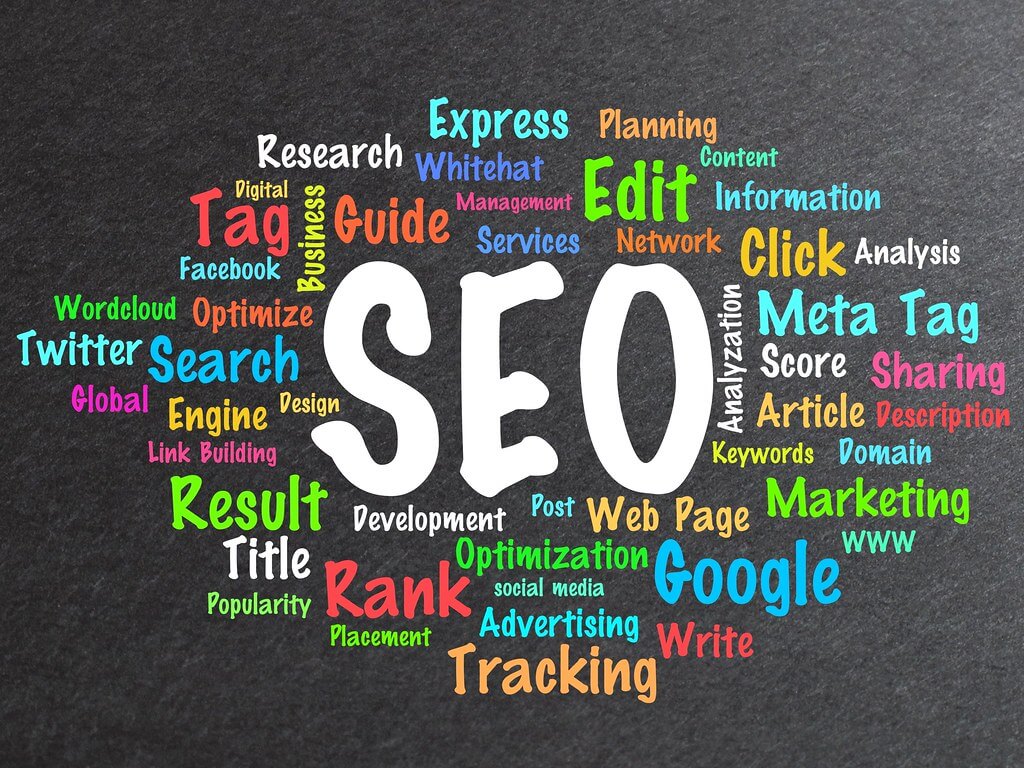 Express
Planning
Research
Whitehat
Content
Digital
Tag
Business
Guide
Management
Edit
Information
Services
Network
Click
Analysis
Facebook
SEO
Wordcloud
Optimize
Analyzation
Meta Tag
Twitter
Search
Score
Sharing
Global
Engine
Design
Article
Description
Link Building
Keywords
Domain
Result
Development
Post
Web Page
Marketing
Title
Optimization
Google
WWW
Popularity
Rank
social media
Placement
Advertising
Write
Tracking